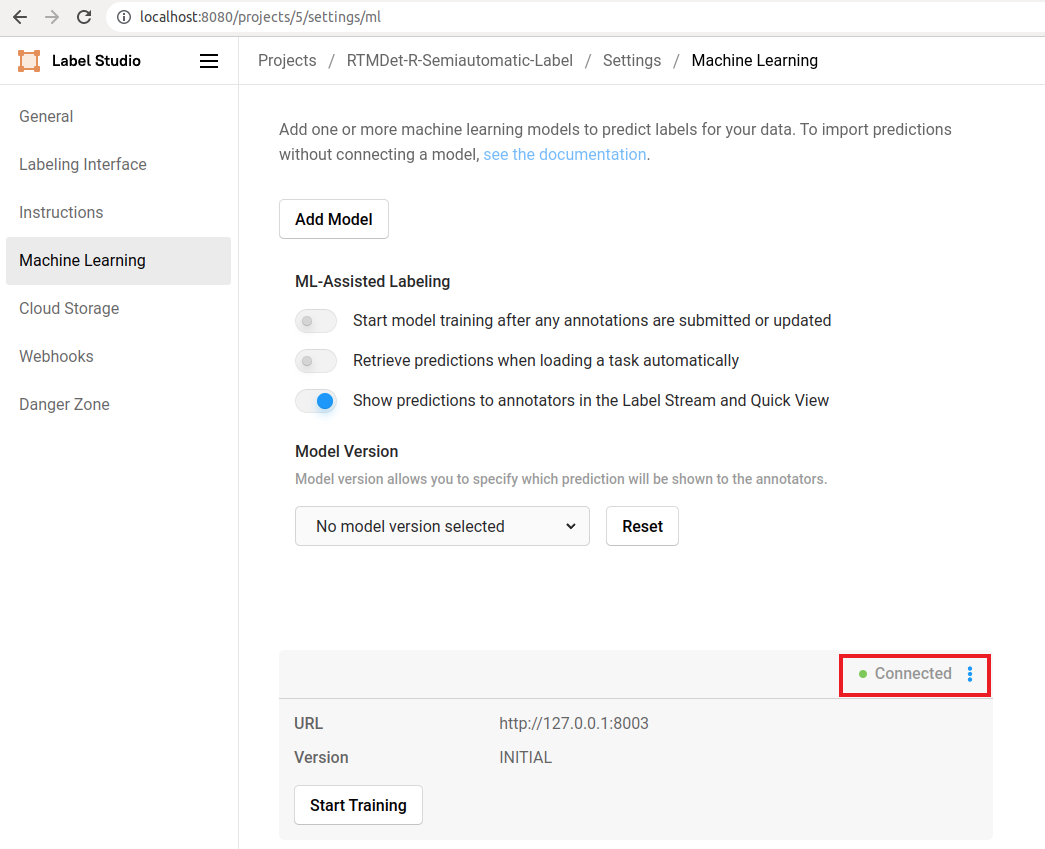 localhost:8080/projects/5/settings/ml
Label Studio
Projects / RTMDet-R-Semiautomatic-Label / Settings / Machine Learning
General
Labeling Interface
Instructions
Machine Learning
Cloud Storage
Webhooks
Danger Zone
Add one or more machine learning models to predict labels for your data. To import predictions
without connecting a model, see the documentation.
Add Model
ML-Assisted Labeling
Start model training after any annotations are submitted or updated
Retrieve predictions when loading a task automatically
Show predictions to annotators in the Label Stream and Quick View
Model Version
Model version allows you to specify which prediction will be shown to the annotators.
No model version selected
Reset
Connected
URL http://127.0.0.1:8003
Version INITIAL
Start Training